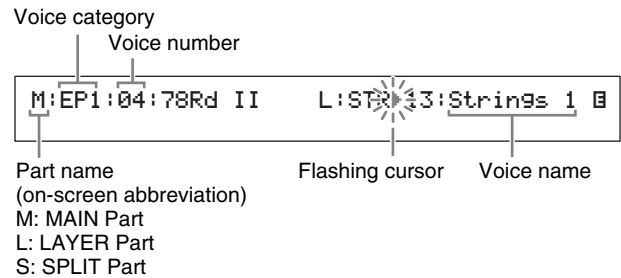 Voice category
Voice number
M:EP1:04:78Rd II L:STR 13:Strings 1 E
Part name
(on-screen abbreviation)
M: MAIN Part
L: LAYER Part
S: SPLIT Part
Flashing cursor
Voice name